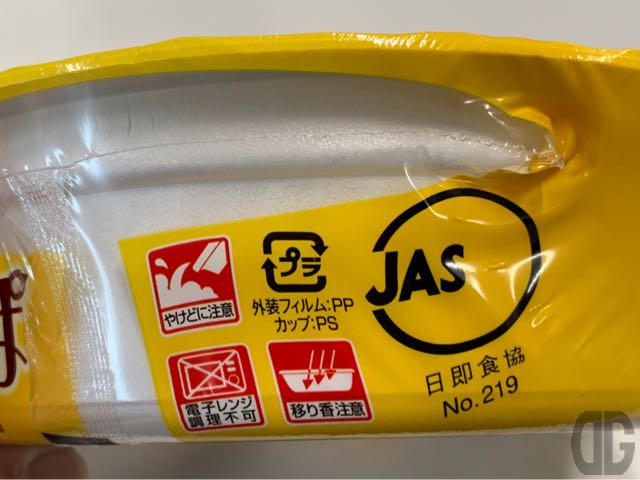 やけどに注意
プラ
外装フィルム:PP
カップ:PS
JAS
電子レンジ
調理不可
移り香注意
日即食協
No.219
DG